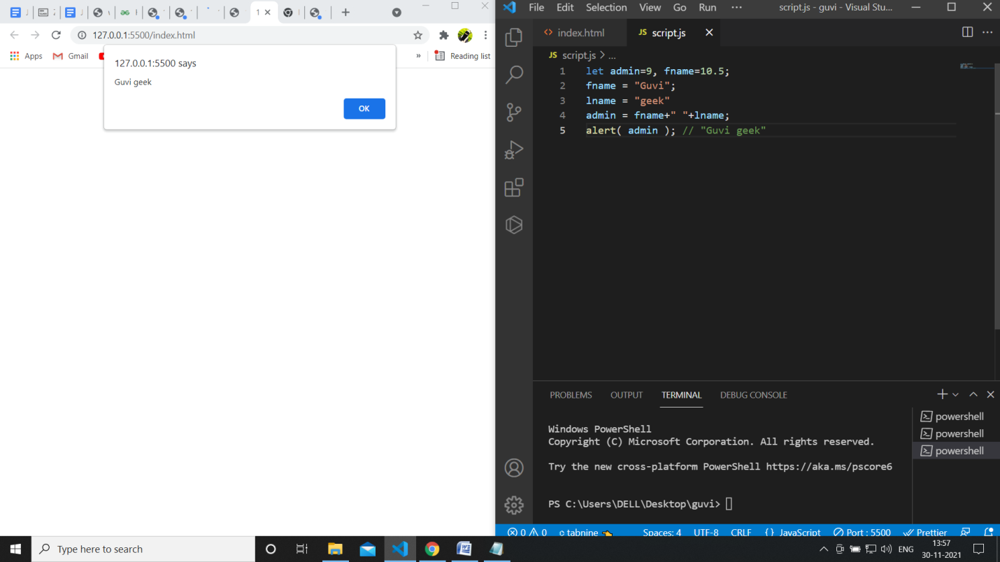 127.0.0.1:5500/index.html
Apps
Gmail
»
Reading list
127.0.0.1:5500 says
Guvi geek
OK
File Edit Selection View Go Run ··· script.js - guvi - Visual Stu...
<> index.html
JS script.js
JS script.js > ...
1 let admin=9, fname=10.5;
2 fname = "Guvi";
3 lname = "geek"
4 admin = fname+" "+lname;
5 alert( admin ); // "Guvi geek"
PROBLEMS OUTPUT TERMINAL DEBUG CONSOLE
Windows PowerShell
Copyright (C) Microsoft Corporation. All rights reserved.
Try the new cross-platform PowerShell https://aka.ms/pscore6
PS C:\Users\DELL\Desktop\guvi>
powershell
powershell
powershell
0 0 tabnine Spaces: 4 UTF-8 CRLF {} JavaScript Port : 5500 Prettier
Type here to search
ENG
13:57
30-11-2021